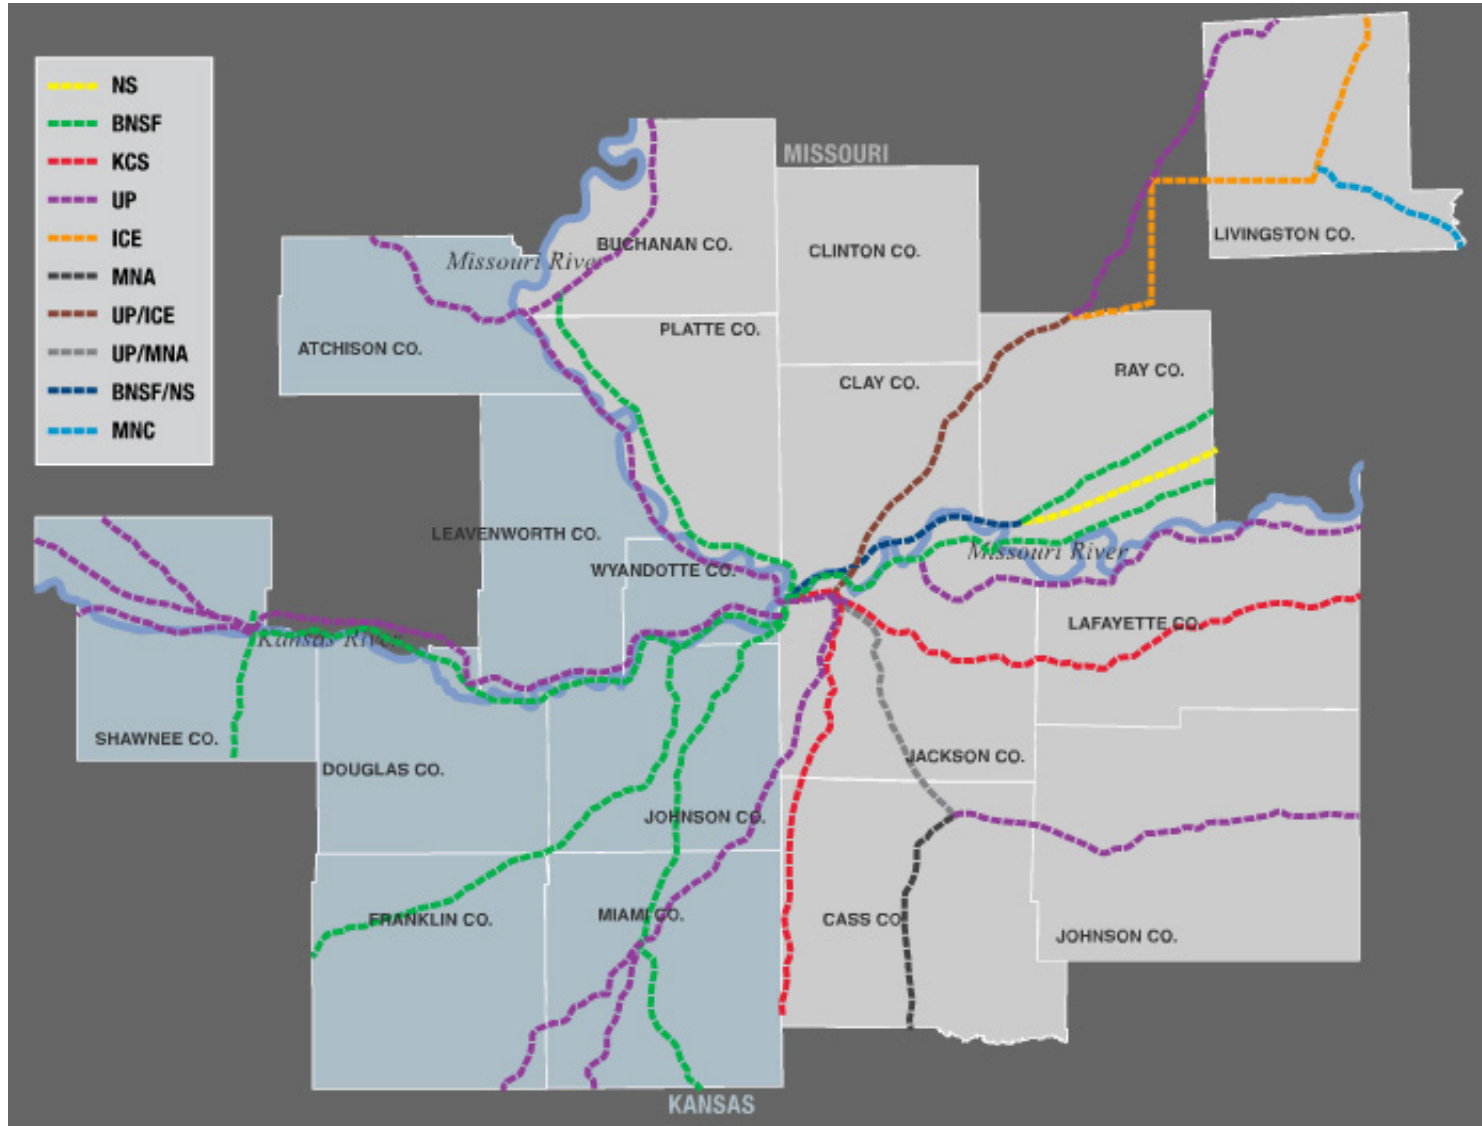 NS
BNSF
KCS
UP
ICE
MNA
UP/ICE
UP/MNA
BNSF/NS
MNC
MISSOURI
BUCHANAN CO.
CLINTON CO.
LIVINGSTON CO.
Missouri River
PLATTE CO.
ATCHISON CO.
CLAY CO.
RAY CO.
LEAVENWORTH CO.
WYANDOTTE CO.
Missouri River
Kansas River
LAFAYETTE CO.
SHAWNEE CO.
DOUGLAS CO.
JACKSON CO.
JOHNSON CO.
FRANKLIN CO.
MIAMI CO.
CASS CO
JOHNSON CO.
KANSAS